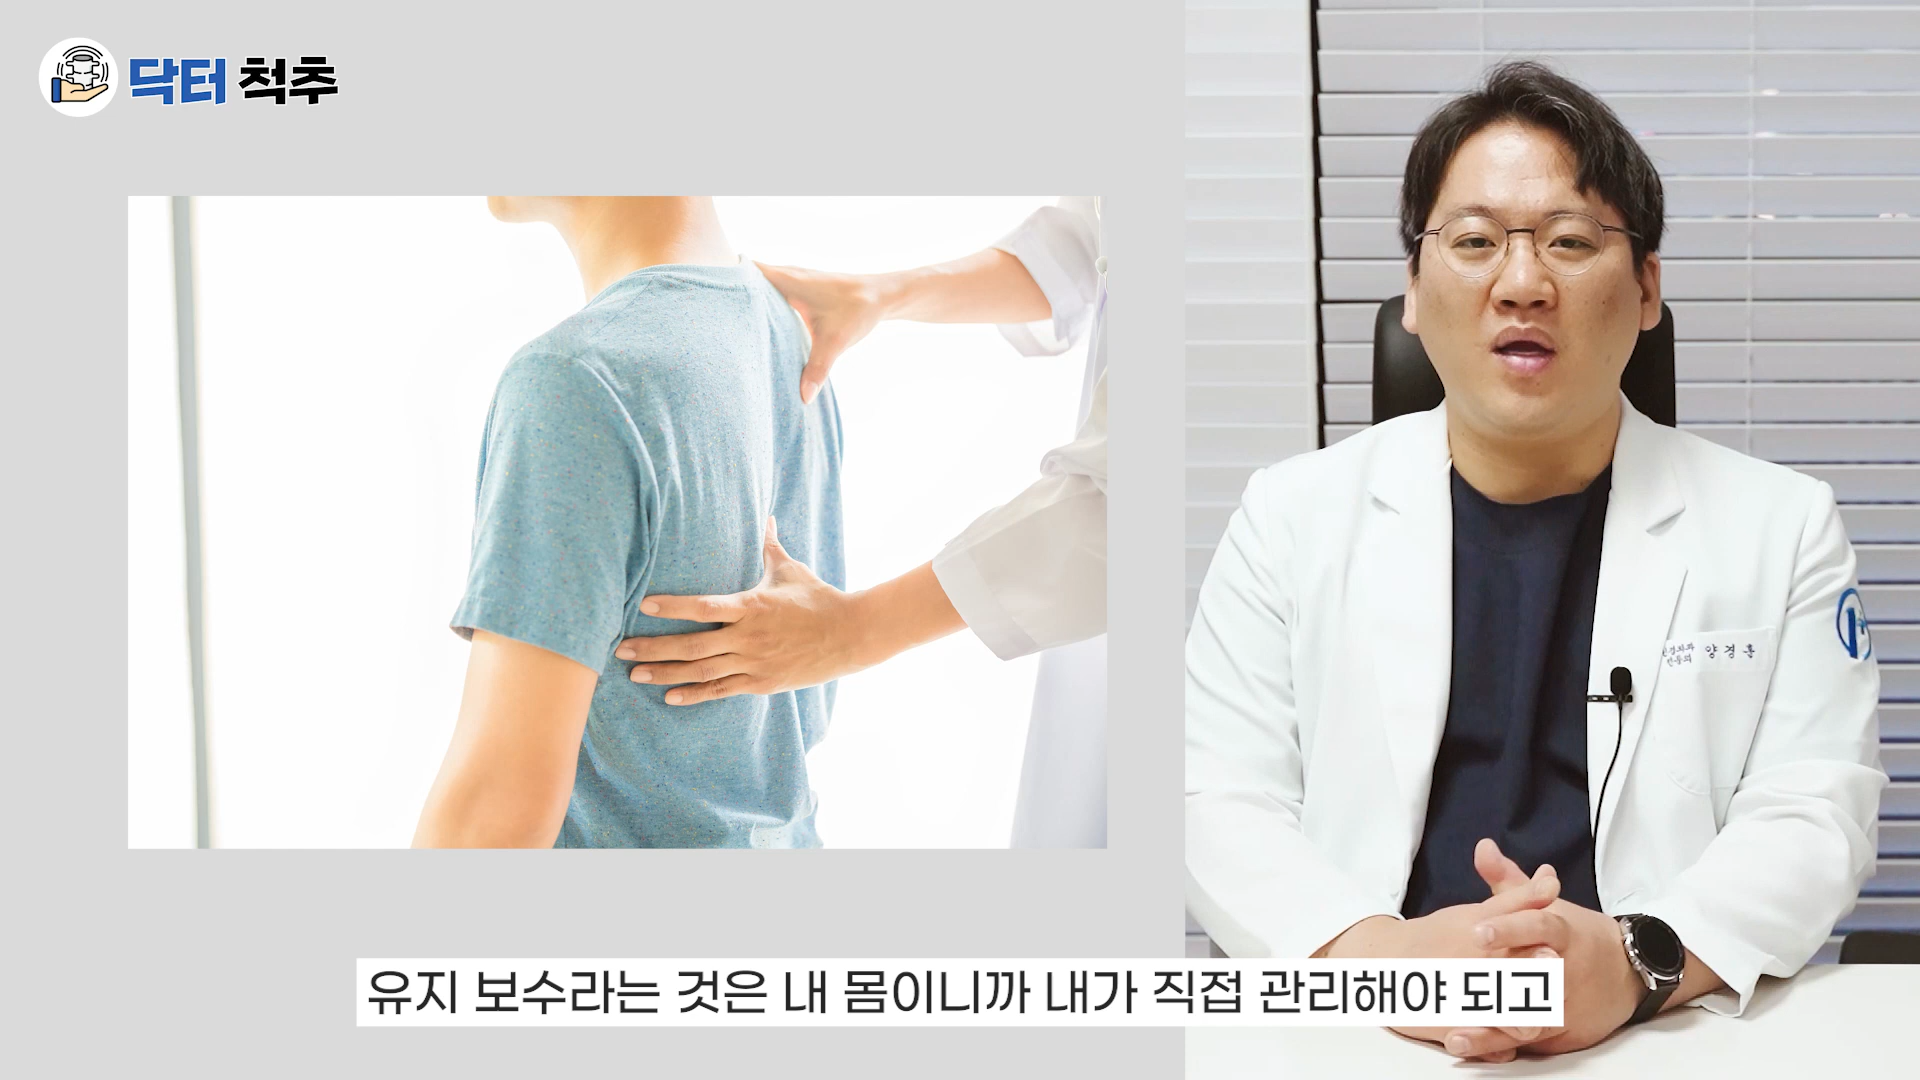 닥터 척추
양경훈
유지 보수라는 것은 내 몸이니까 내가 직접 관리해야 되고